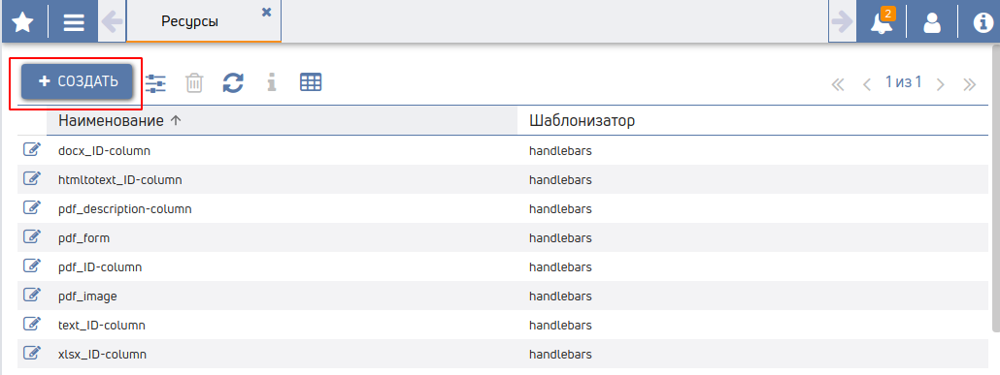 Ресурсы
2
СОЗДАТЬ
1 из 1
Наименование Шаблонизатор
docx_ID-column handlebars
htmltotext_ID-column handlebars
pdf_description-column handlebars
pdf_form handlebars
pdf_ID-column handlebars
pdf_image handlebars
text_ID-column handlebars
xlsx_ID-column handlebars